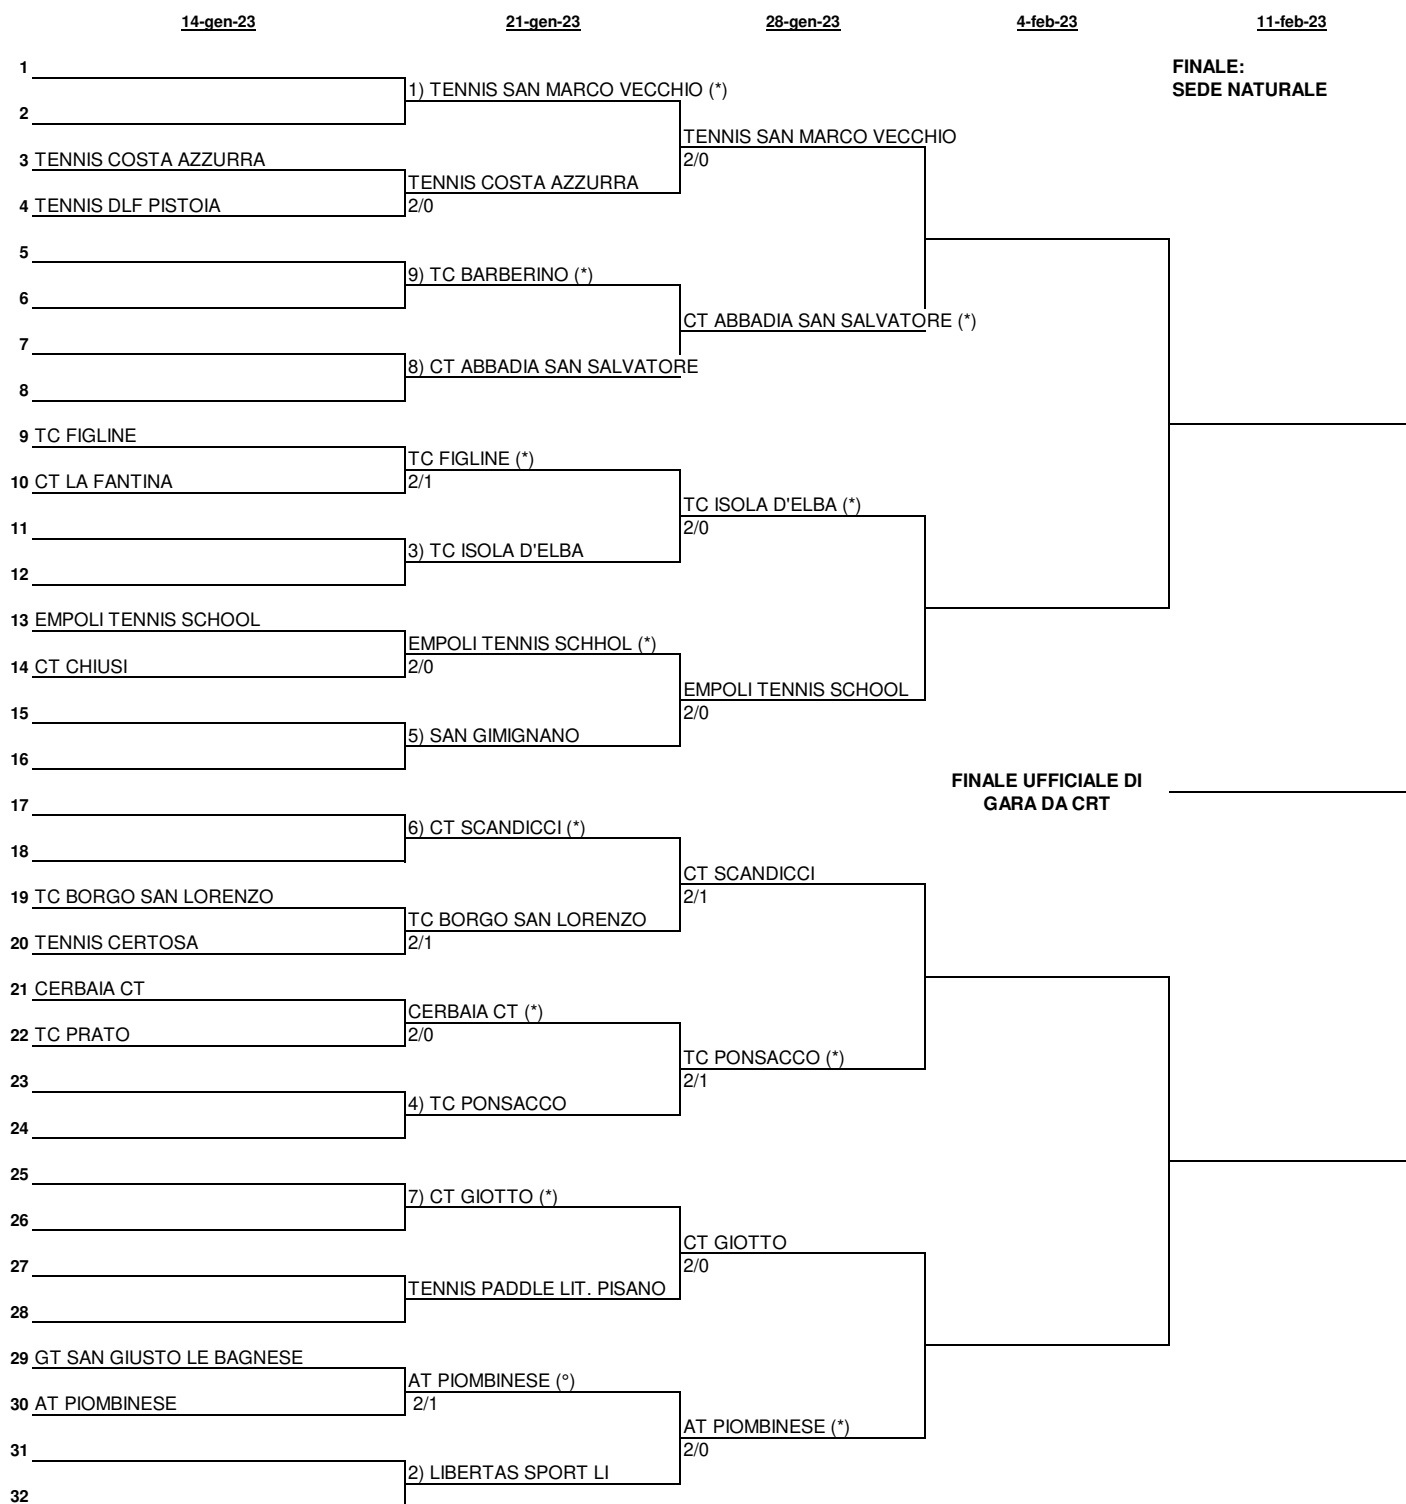 14-gen-23 21-gen-23 28-gen-23 4-feb-23 11-feb-23
1 FINALE:
1) TENNIS SAN MARCO VECCHIO (*) SEDE NATURALE
2
TENNIS SAN MARCO VECCHIO
3 TENNIS COSTA AZZURRA 2/0
TENNIS COSTA AZZURRA
4 TENNIS DLF PISTOIA 2/0
5
9) TC BARBERINO (*)
6
CT ABBADIA SAN SALVATORE (*)
7
8) CT ABBADIA SAN SALVATORE
8
9 TC FIGLINE
TC FIGLINE (*)
10 CT LA FANTINA 2/1
TC ISOLA D'ELBA (*)
11 2/0
3) TC ISOLA D'ELBA
12
13 EMPOLI TENNIS SCHOOL
EMPOLI TENNIS SCHHOL (*)
14 CT CHIUSI 2/0
EMPOLI TENNIS SCHOOL
15 2/0
5) SAN GIMIGNANO
16
FINALE UFFICIALE DI
17 GARA DA CRT
6) CT SCANDICCI (*)
18
CT SCANDICCI
19 TC BORGO SAN LORENZO 2/1
TC BORGO SAN LORENZO
20 TENNIS CERTOSA 2/1
21 CERBAIA CT
CERBAIA CT (*)
22 TC PRATO 2/0
TC PONSACCO (*)
23 2/1
4) TC PONSACCO
24
25
7) CT GIOTTO (*)
26
CT GIOTTO
27 2/0
TENNIS PADDLE LIT. PISANO
28
29 GT SAN GIUSTO LE BAGNESE
AT PIOMBINESE (°)
30 AT PIOMBINESE 2/1
AT PIOMBINESE (*)
31 2/0
2) LIBERTAS SPORT LI
32